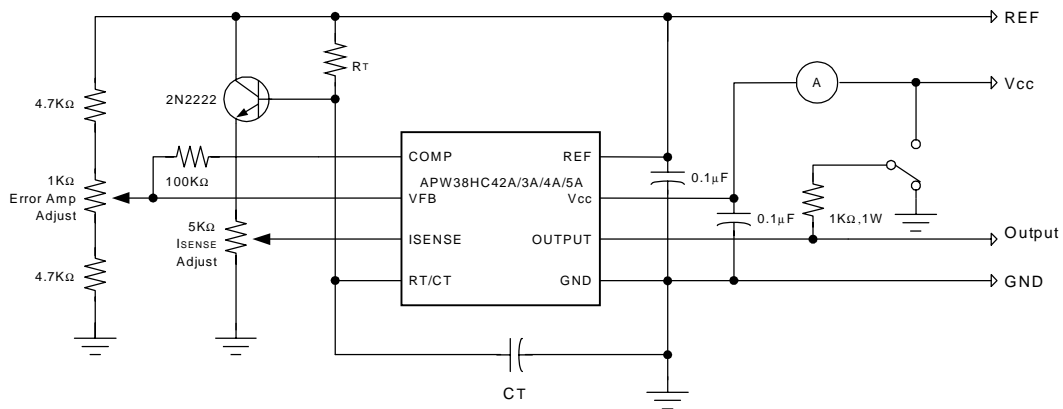 REF
RT
A
Vcc
4.7KΩ
2N2222
COMP
REF
100KΩ
APW38HC42A/3A/4A/5A
0.1µF
1KΩ
Error Amp
Adjust
VFB
Vcc
0.1µF
1KΩ,1W
5KΩ
ISENSE
Adjust
ISENSE
OUTPUT
Output
4.7KΩ
RT/CT
GND
GND
CT